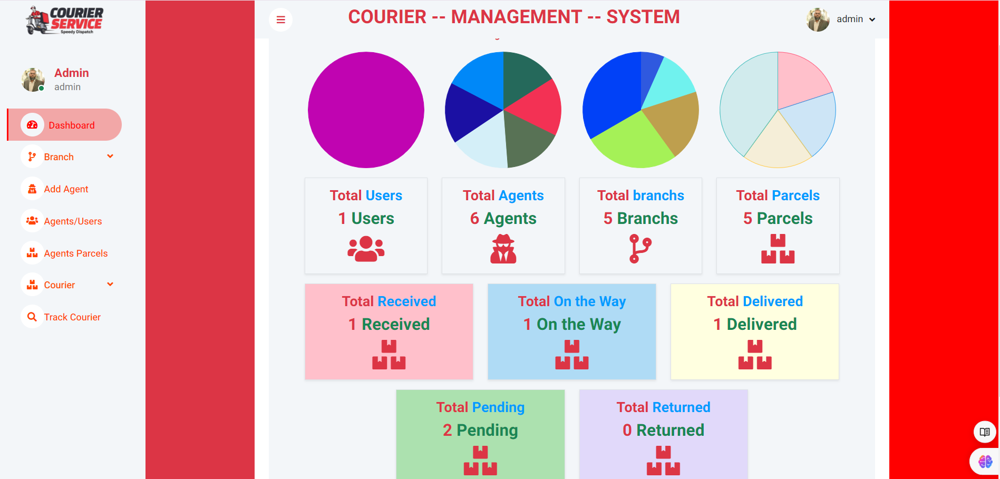 COURIER
SERVICE
Speedy Dispatch
COURIER -- MANAGEMENT -- SYSTEM
admin
Admin
admin
Dashboard
Branch
Add Agent
Agents/Users
Agents Parcels
Courier
Track Courier
Total Users
1 Users
Total Agents
6 Agents
Total branchs
5 Branchs
Total Parcels
5 Parcels
Total Received
1 Received
Total On the Way
1 On the Way
Total Delivered
1 Delivered
Total Pending
2 Pending
Total Returned
0 Returned